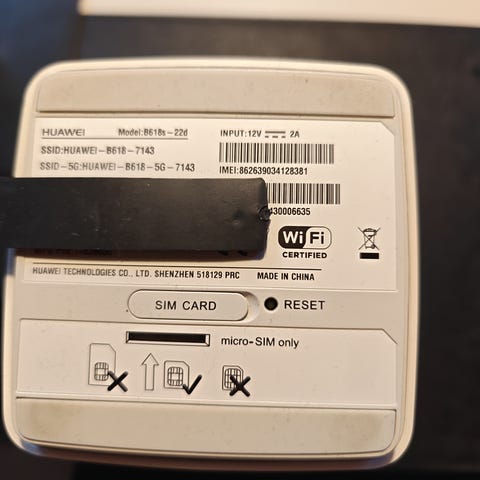 HUAWEI Model:B618s-22d INPUT:12V ⎓ 2A
SSID:HUAWEI-B618-7143
SSID-5G:HUAWEI-B618-5G-7143 IMEI:862639034128381
430006635
WiFi
CERTIFIED
HUAWEI TECHNOLOGIES CO., LTD. SHENZHEN 518129 PRC MADE IN CHINA
SIM CARD RESET
micro-SIM only